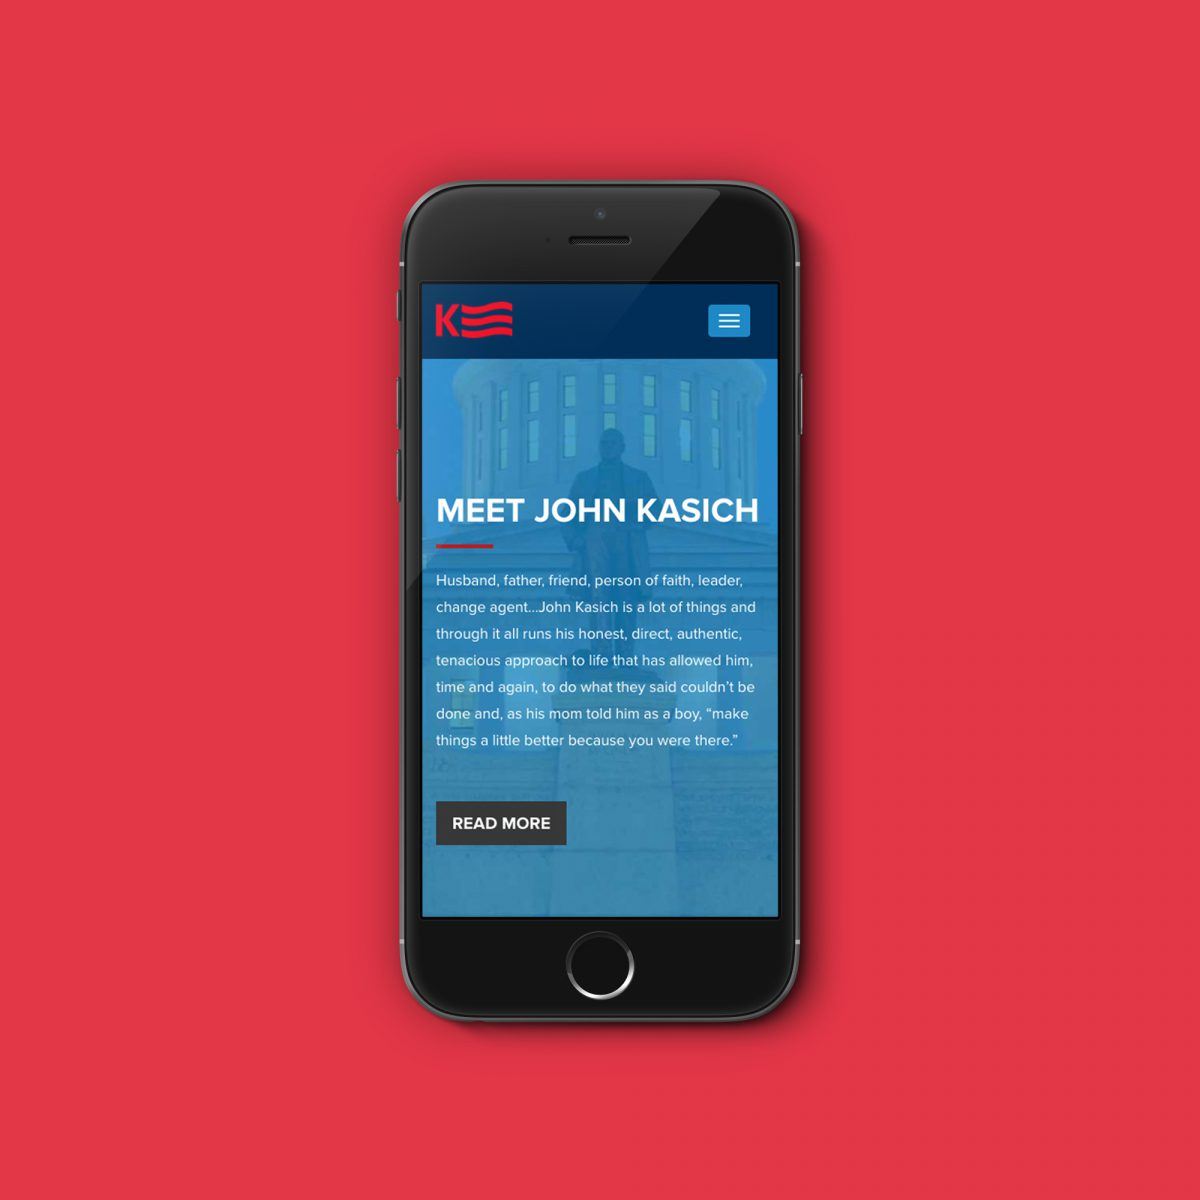 K
MEET JOHN KASICH
Husband, father, friend, person of faith, leader,
change agent...John Kasich is a lot of things and
through it all runs his honest, direct, authentic,
tenacious approach to life that has allowed him,
time and again, to do what they said couldn’t be
done and, as his mom told him as a boy, “make
things a little better because you were there.”
READ MORE